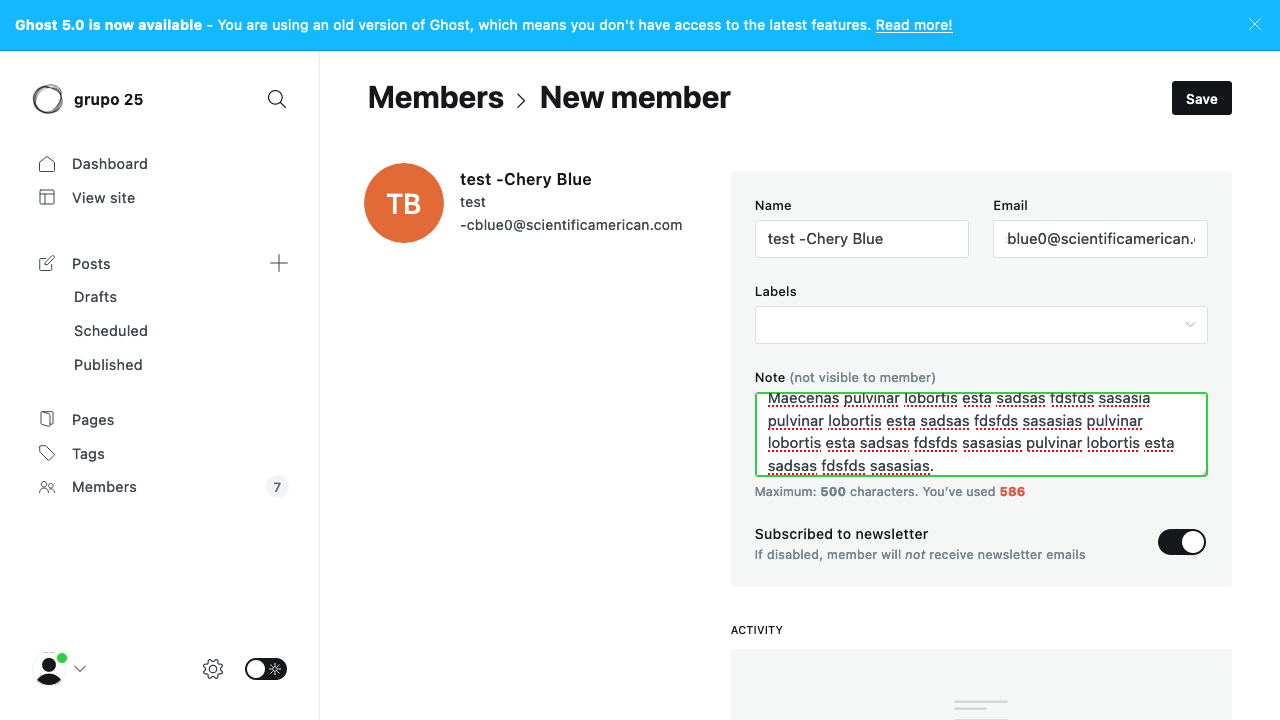 Ghost 5.0 is now available - You are using an old version of Ghost, which means you don't have access to the latest features. Read more!
grupo 25
Dashboard
View site
Posts
Drafts
Scheduled
Published
Pages
Tags
Members 7
Members > New member
Save
TB
test -Chery Blue
test
-cblue0@scientificamerican.com
Name
test -Chery Blue
Email
blue0@scientificamerican.
Labels
Note (not visible to member)
Maecenas pulvinar lobortis esta sadsas fdsfds sasasia
pulvinar lobortis esta sadsas fdsfds sasasias pulvinar
lobortis esta sadsas fdsfds sasasias pulvinar lobortis esta
sadsas fdsfds sasasias.
Maximum: 500 characters. You’ve used 586
Subscribed to newsletter
If disabled, member will not receive newsletter emails
ACTIVITY